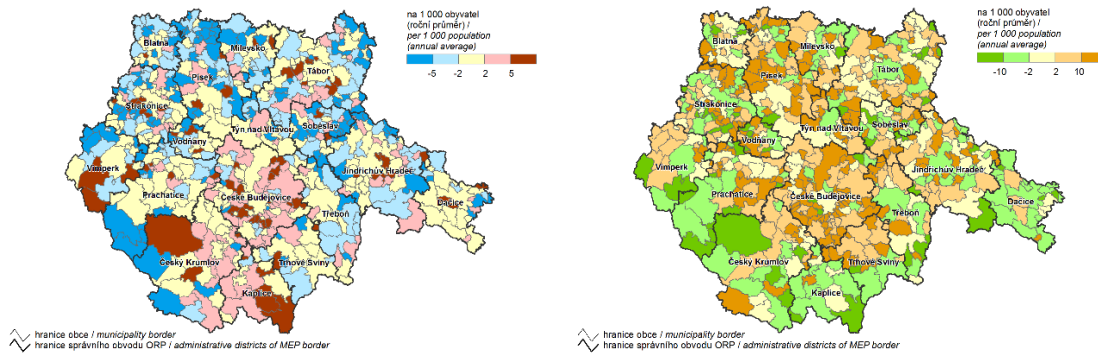 na 1 000 obyvatel
(roční průměr) /
per 1 000 population
(annual average)
-5 -2 2 5
Blatná
Milevsko
Písek
Tábor
Strakonice
Týn nad Vltavou
Soběslav
Vodňany
Vimperk
Jindřichův Hradec
Prachatice
České Budějovice
Dačice
Třeboň
Český Krumlov
Trhové Sviny
Kaplice
hranice obce / municipality border
hranice správního obvodu ORP / administrative districts of MEP border
na 1 000 obyvatel
(roční průměr) /
per 1 000 population
(annual average)
-10 -2 2 10
Blatná
Milevsko
Písek
Tábor
Strakonice
Týn nad Vltavou
Soběslav
Vodňany
Vimperk
Jindřichův Hradec
Prachatice
České Budějovice
Dačice
Třeboň
Český Krumlov
Trhové Sviny
Kaplice
hranice obce / municipality border
hranice správního obvodu ORP / administrative districts of MEP border